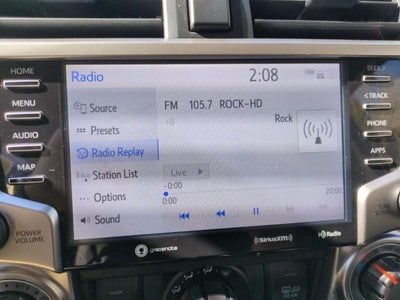 HOME
MENU
AUDIO
MAP
POWER
VOLUME
Radio
2:08
Source
Presets
Radio Replay
Station List
Options
Sound
FM 105.7 ROCK-HD
Rock
Live
-0:00
0:00
20:00
gracenote
SiriusXM
HD Radio
SEEK>
<TRACK
PHONE
APPS
TUNE
SCROLL
REAR